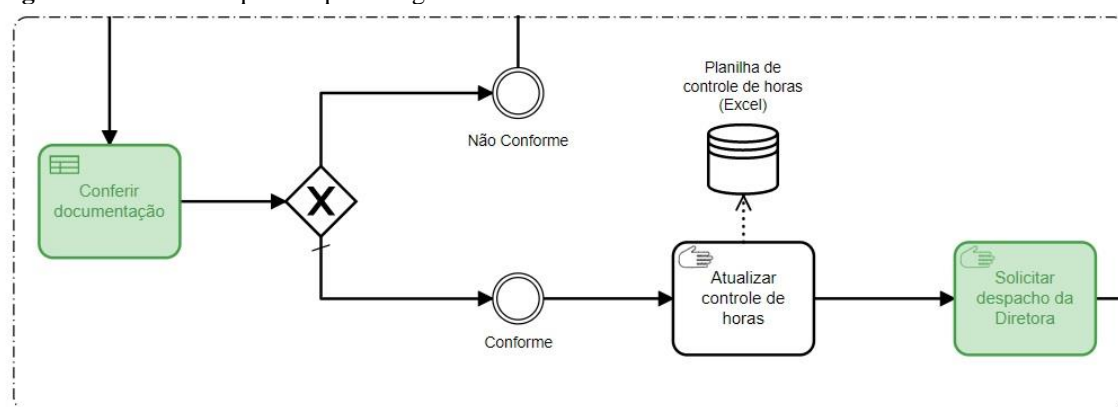 Planilha de
controle de horas
(Excel)
Não Conforme
Conferir
documentação
X
Conforme
Atualizar
controle de
horas
Solicitar
despacho da
Diretora